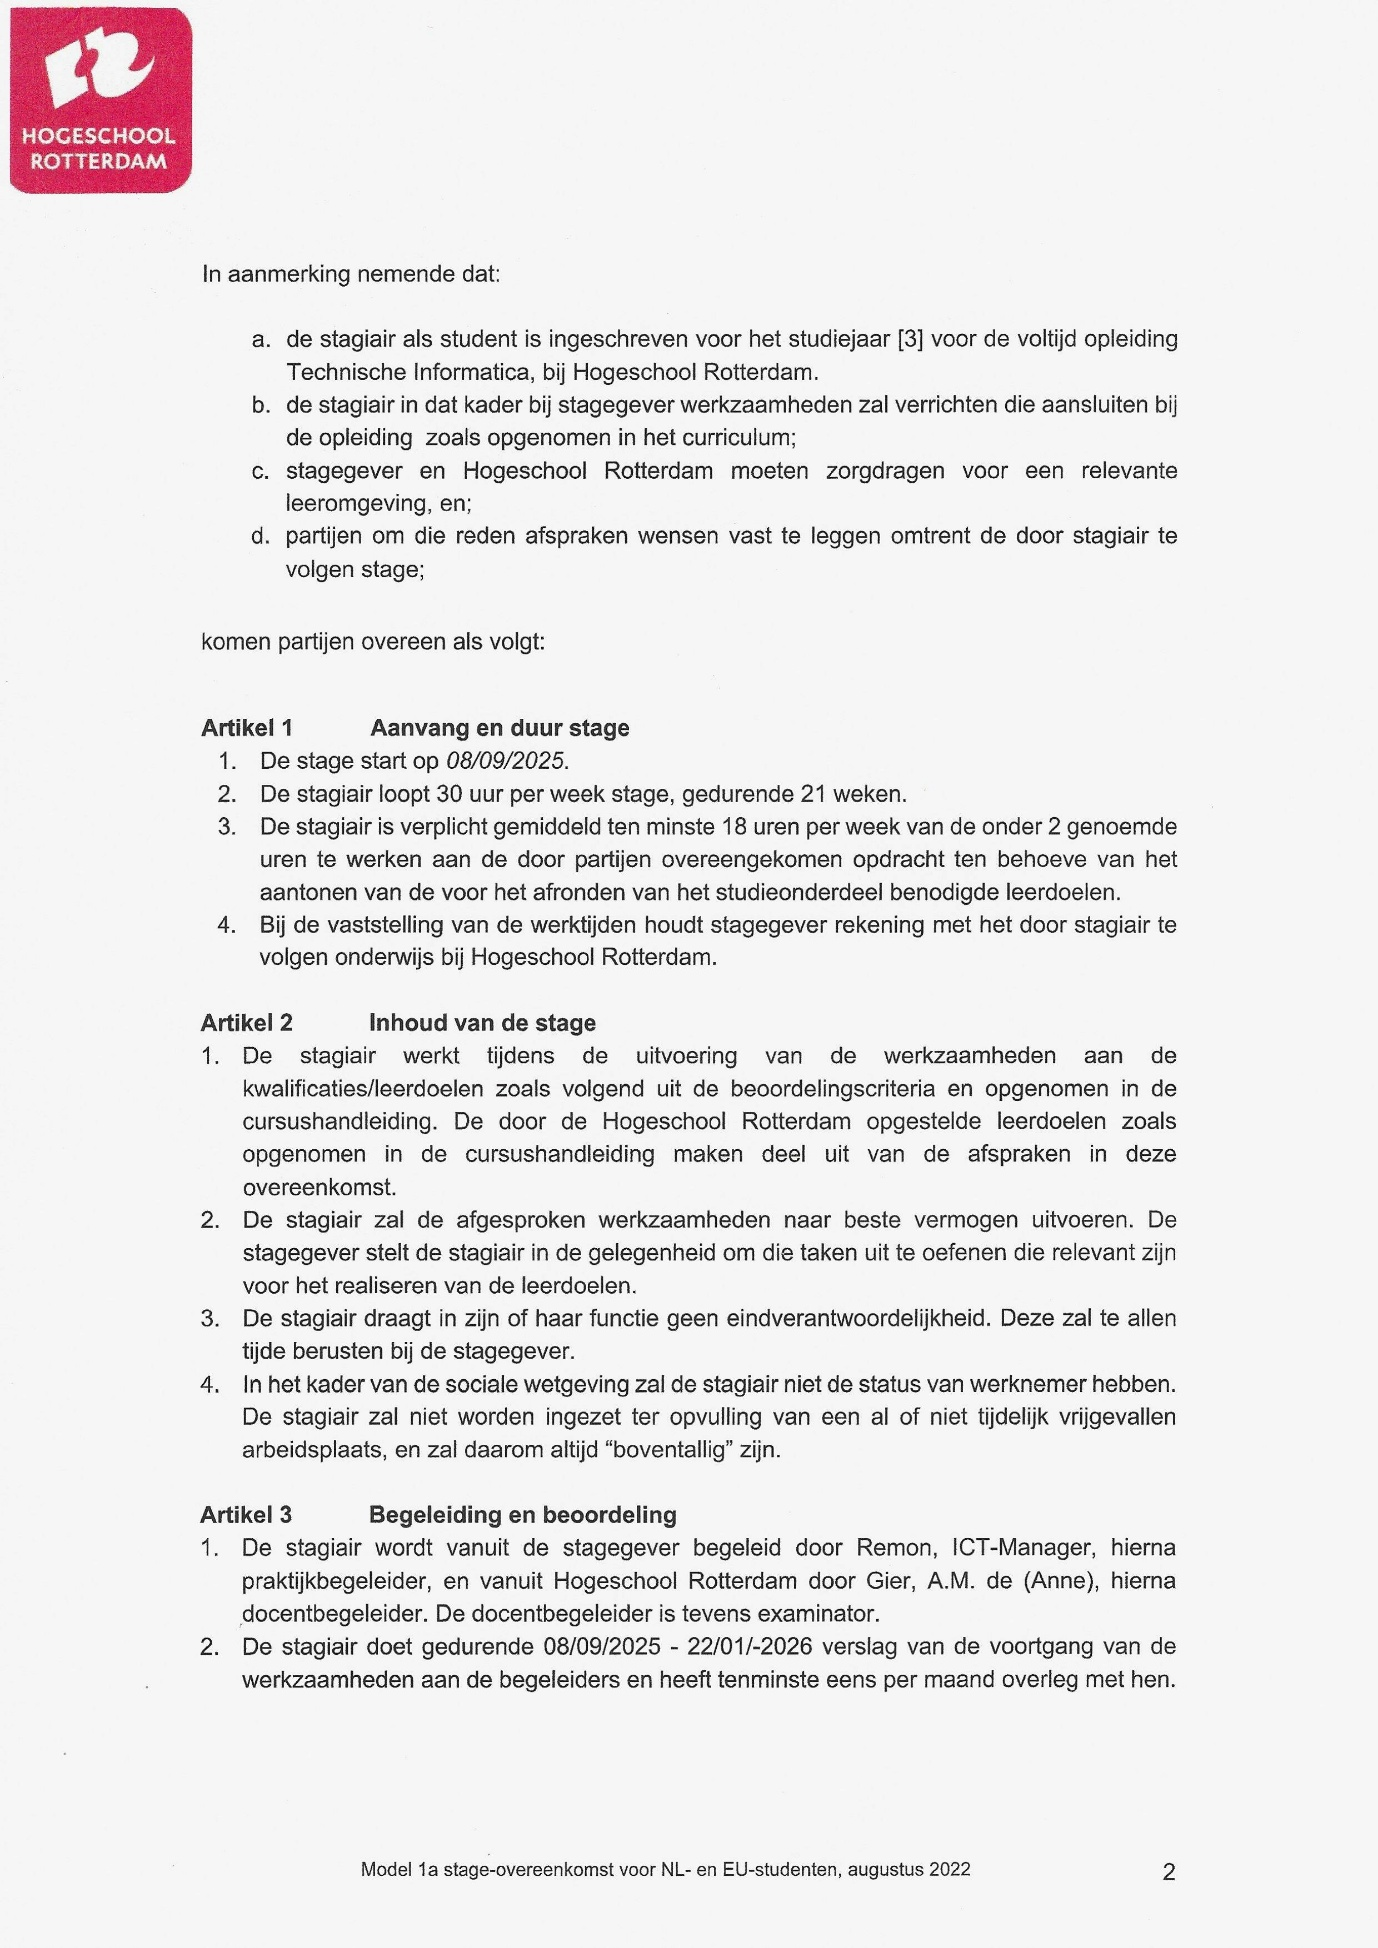 HOGESCHOOL
ROTTERDAM
In aanmerking nemende dat:
a. de stagiair als student is ingeschreven voor het studiejaar [3] voor de voltijd opleiding
Technische Informatica, bij Hogeschool Rotterdam.
b. de stagiair in dat kader bij stagegever werkzaamheden zal verrichten die aansluiten bij
de opleiding zoals opgenomen in het curriculum;
c. stagegever en Hogeschool Rotterdam moeten zorgdragen voor een relevante
leeromgeving, en;
d. partijen om die reden afspraken wensen vast te leggen omtrent de door stagiair te
volgen stage;
komen partijen overeen als volgt:
Artikel 1 Aanvang en duur stage
1. De stage start op 08/09/2025.
2. De stagiair loopt 30 uur per week stage, gedurende 21 weken.
3. De stagiair is verplicht gemiddeld ten minste 18 uren per week van de onder 2 genoemde
uren te werken aan de door partijen overeengekomen opdracht ten behoeve van het
aantonen van de voor het afronden van het studieonderdeel benodigde leerdoelen.
4. Bij de vaststelling van de werktijden houdt stagegever rekening met het door stagiair te
volgen onderwijs bij Hogeschool Rotterdam.
Artikel 2 Inhoud van de stage
1. De stagiair werkt tijdens de uitvoering van de werkzaamheden aan de
kwalificaties/leerdoelen zoals volgend uit de beoordelingscriteria en opgenomen in de
cursushandleiding. De door de Hogeschool Rotterdam opgestelde leerdoelen zoals
opgenomen in de cursushandleiding maken deel uit van de afspraken in deze
overeenkomst.
2. De stagiair zal de afgesproken werkzaamheden naar beste vermogen uitvoeren. De
stagegever stelt de stagiair in de gelegenheid om die taken uit te oefenen die relevant zijn
voor het realiseren van de leerdoelen.
3. De stagiair draagt in zijn of haar functie geen eindverantwoordelijkheid. Deze zal te allen
tijde berusten bij de stagegever.
4. In het kader van de sociale wetgeving zal de stagiair niet de status van werknemer hebben.
De stagiair zal niet worden ingezet ter opvulling van een al of niet tijdelijk vrijgevallen
arbeidsplaats, en zal daarom altijd “boventallig” zijn.
Artikel 3 Begeleiding en beoordeling
1. De stagiair wordt vanuit de stagegever begeleid door Remon, ICT-Manager, hierna
praktijkbegeleider, en vanuit Hogeschool Rotterdam door Gier, A.M. de (Anne), hierna
docentbegeleider. De docentbegeleider is tevens examinator.
2. De stagiair doet gedurende 08/09/2025 - 22/01/-2026 verslag van de voortgang van de
werkzaamheden aan de begeleiders en heeft tenminste eens per maand overleg met hen.
Model 1a stage-overeenkomst voor NL- en EU-studenten, augustus 2022
2